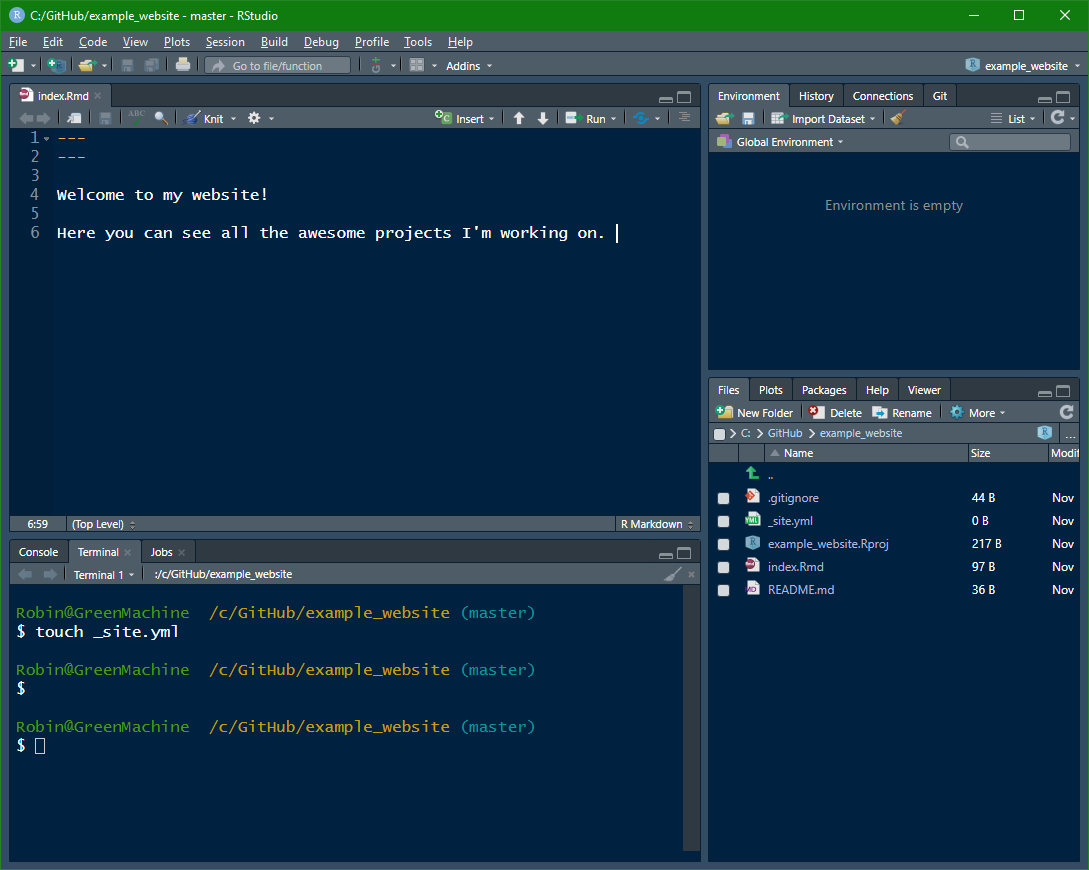 C:/GitHub/example_website - master - RStudio
File Edit Code View Plots Session Build Debug Profile Tools Help
Go to file/function Addins example_website
index.Rmd
ABC Knit Insert Run
1 ---
2 ---
3
4 Welcome to my website!
5
6 Here you can see all the awesome projects I'm working on.
6:59 (Top Level) R Markdown
Console Terminal Jobs
Terminal 1 :/c/GitHub/example_website
Robin@GreenMachine /c/GitHub/example_website (master)
$ touch _site.yml
Robin@GreenMachine /c/GitHub/example_website (master)
$
Robin@GreenMachine /c/GitHub/example_website (master)
$
Environment History Connections Git
Import Dataset List
Global Environment
Environment is empty
Files Plots Packages Help Viewer
New Folder Delete Rename More
C: GitHub example_website ...
Name Size Modif
..
.gitignore 44 B Nov
_site.yml 0 B Nov
example_website.Rproj 217 B Nov
index.Rmd 97 B Nov
README.md 36 B Nov